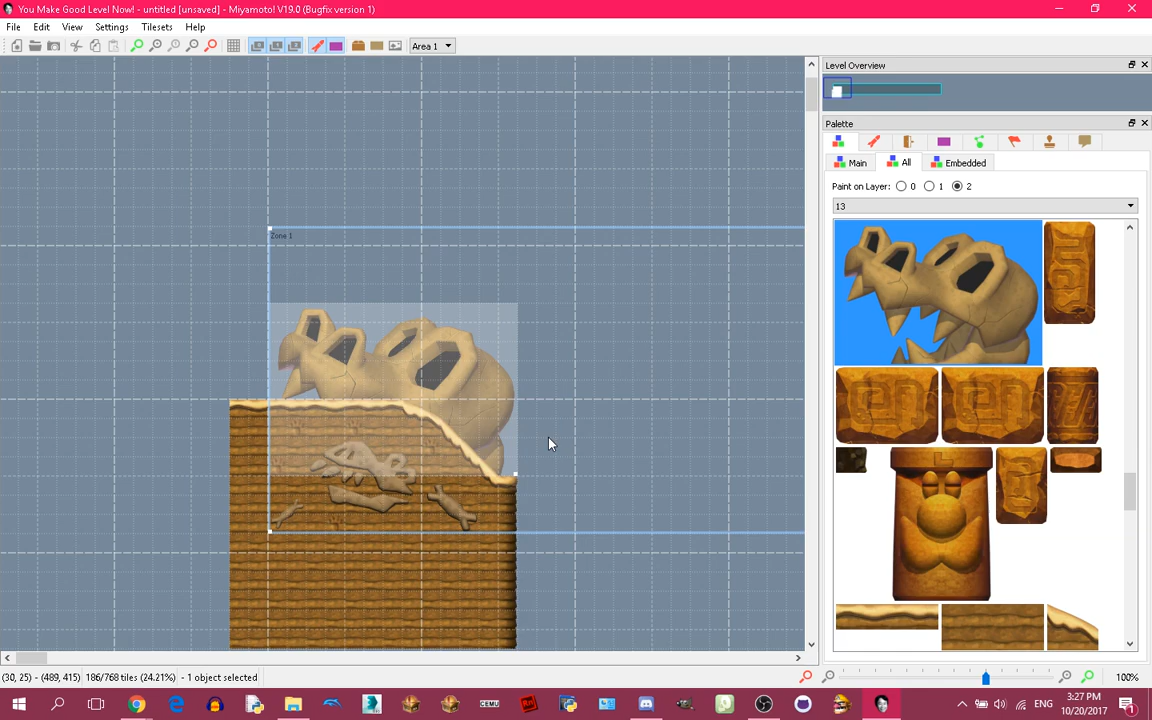 You Make Good Level Now! - untitled [unsaved] - Miyamoto! V19.0 (Bugfix version 1)
File Edit View Settings Tilesets Help
Area 1
Level Overview
Palette
Main All Embedded
Paint on Layer: 0 1 2
13
Zone 1
(30, 25) - (489, 415) 186/768 tiles (24.21%) - 1 object selected
100%
CEMU
ENG
3:27 PM
10/20/2017